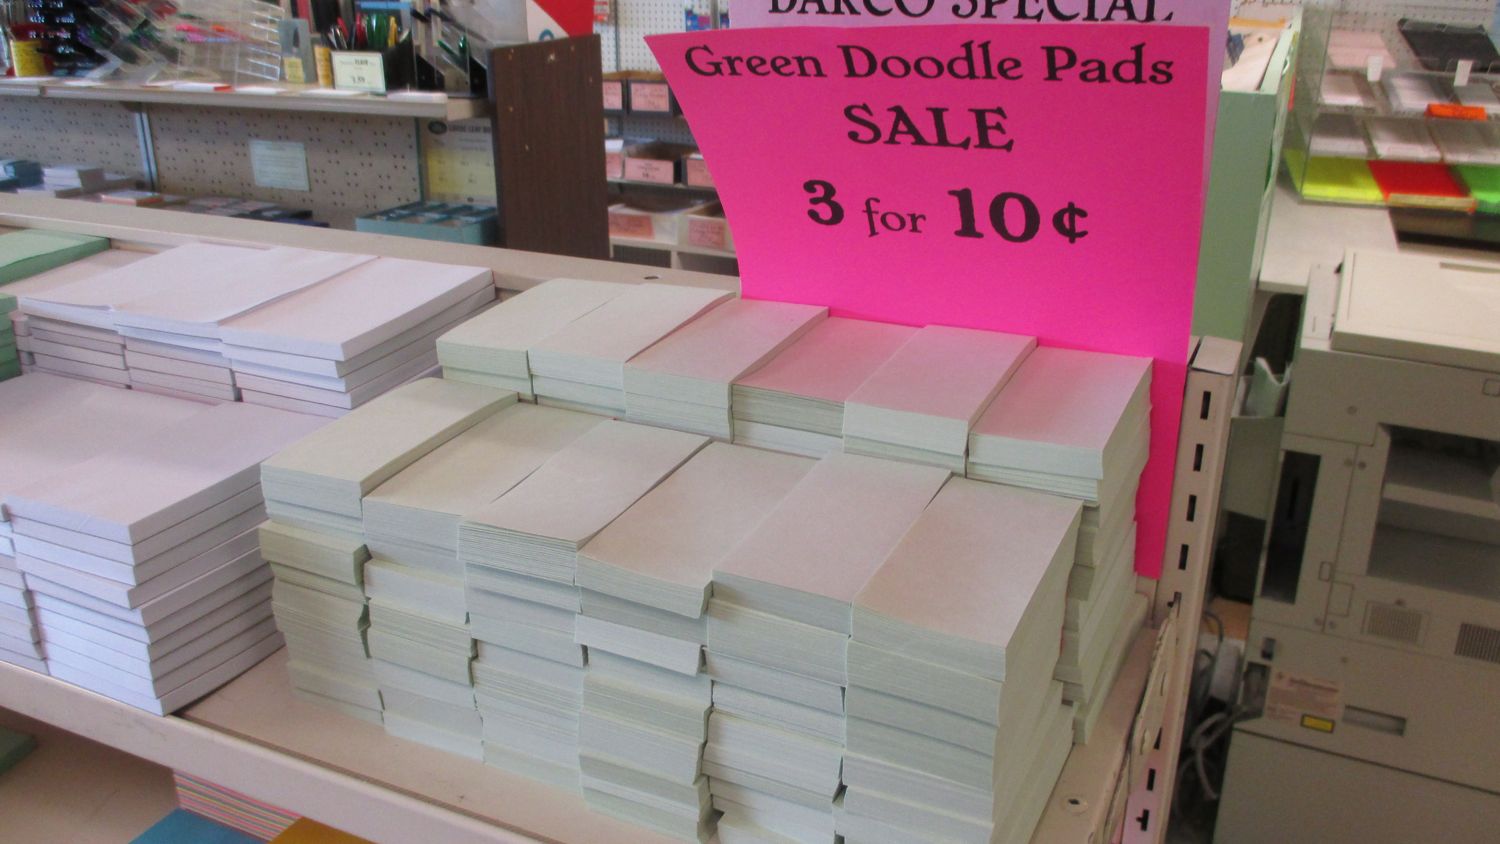 DARCO SPECIAL
Green Doodle Pads
SALE
3 for 10¢